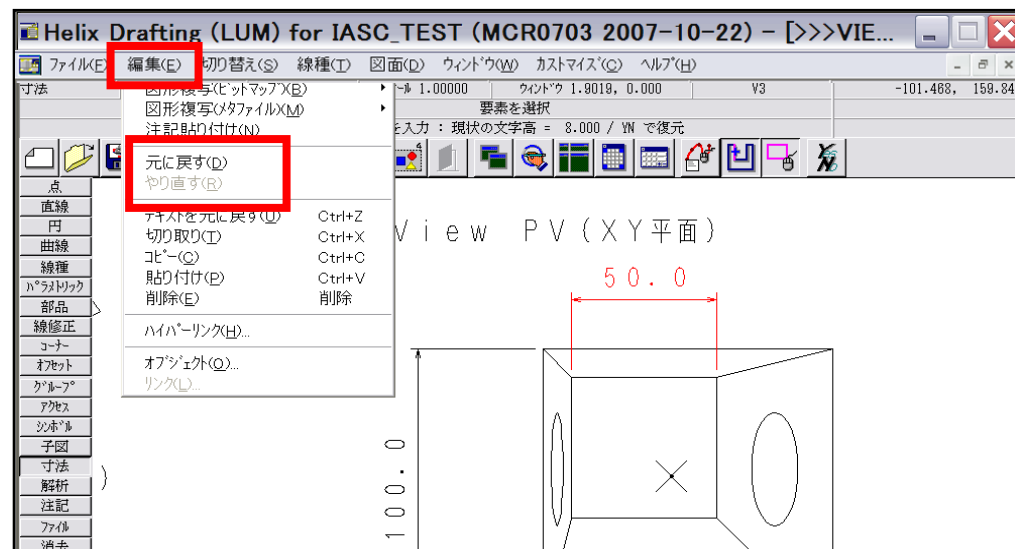 Helix Drafting (LUM) for IASC_TEST (MCR0703 2007-10-22) - [>>>VIE...
ﾌｧｲﾙ(F) 編集(E) 切り替え(S) 線種(T) 図面(D) ウィンドウ(W) カスタマイズ(C) ヘルプ(H)
寸法 1.00000 ウィンドウ 1.9019, 0.000 V3 -101.468, 159.84
要素を選択
を入力 : 現状の文字高 = 8.000 / YN で復元
図形複写(ビットマップ)(B)
図形複写(メタファイル)(M)
注記貼り付け(N)
元に戻す(D)
やり直す(R)
テキストを元に戻す(U) Ctrl+Z
切り取り(T) Ctrl+X
コピー(C) Ctrl+C
貼り付け(P) Ctrl+V
削除(E) 削除
ハイパーリンク(H)...
オブジェクト(O)...
リンク(L)...
点
直線
円
曲線
線種
パラメトリック
部品
線修正
コーナー
オフセット
グループ
アクセス
シンボル
子図
寸法
解析
注記
ファイル
消去
View PV(XY平面)
50.0
100.0